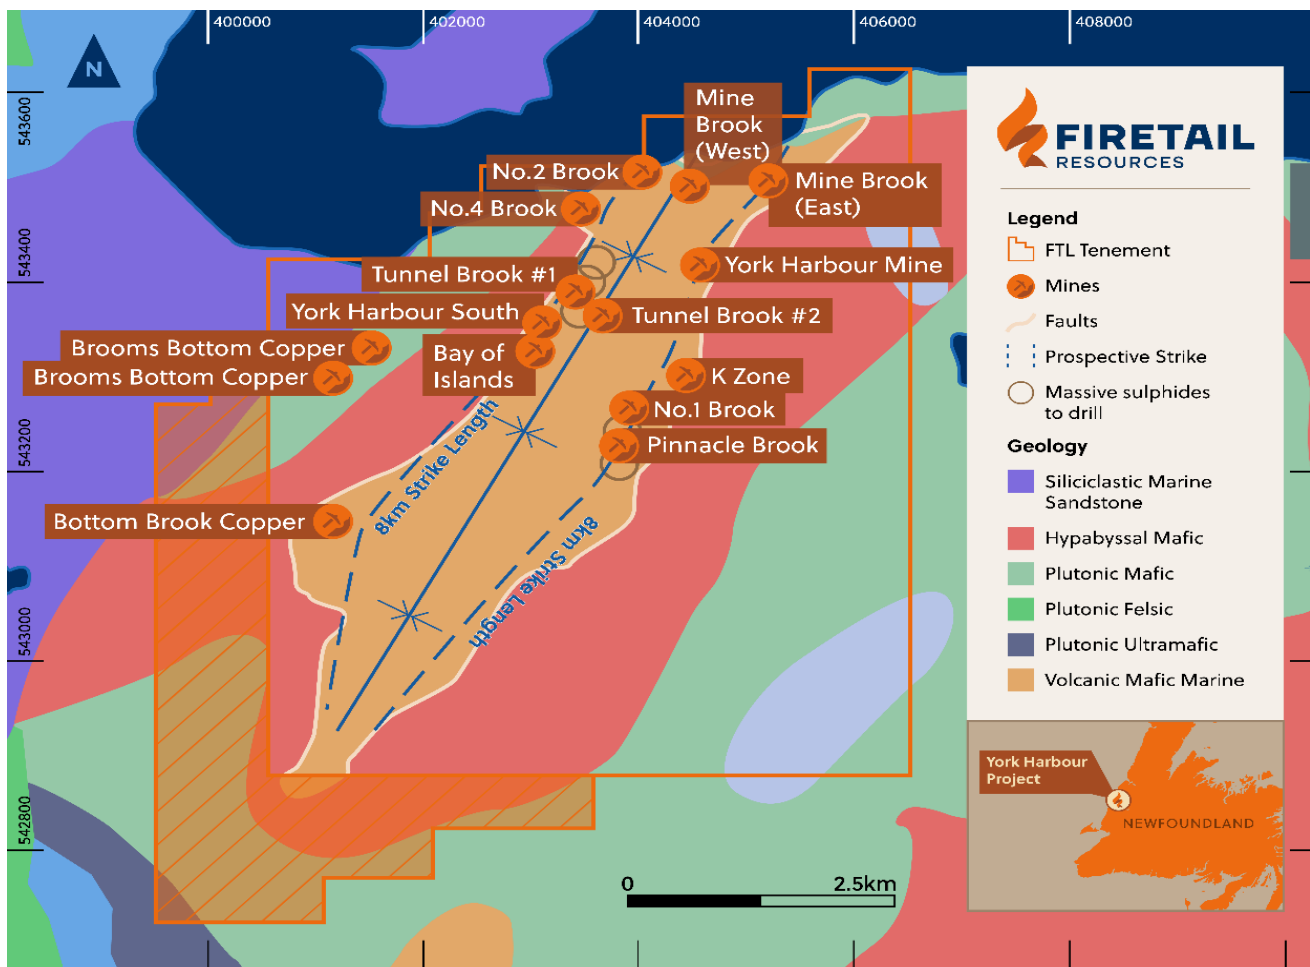 400000
402000
404000
406000
408000
N
543600
543400
543200
543000
542800
Mine
Brook
(West)
No.2 Brook
Mine Brook
(East)
No.4 Brook
York Harbour Mine
Tunnel Brook #1
York Harbour South
Tunnel Brook #2
Brooms Bottom Copper
Bay of
Islands
Brooms Bottom Copper
K Zone
No.1 Brook
Pinnacle Brook
8km Strike Length
Bottom Brook Copper
8km Strike Length
0
2.5km
FIRETAIL
RESOURCES
Legend
FTL Tenement
Mines
Faults
Prospective Strike
Massive sulphides
to drill
Geology
Siliciclastic Marine
Sandstone
Hypabyssal Mafic
Plutonic Mafic
Plutonic Felsic
Plutonic Ultramafic
Volcanic Mafic Marine
York Harbour
Project
NEWFOUNDLAND